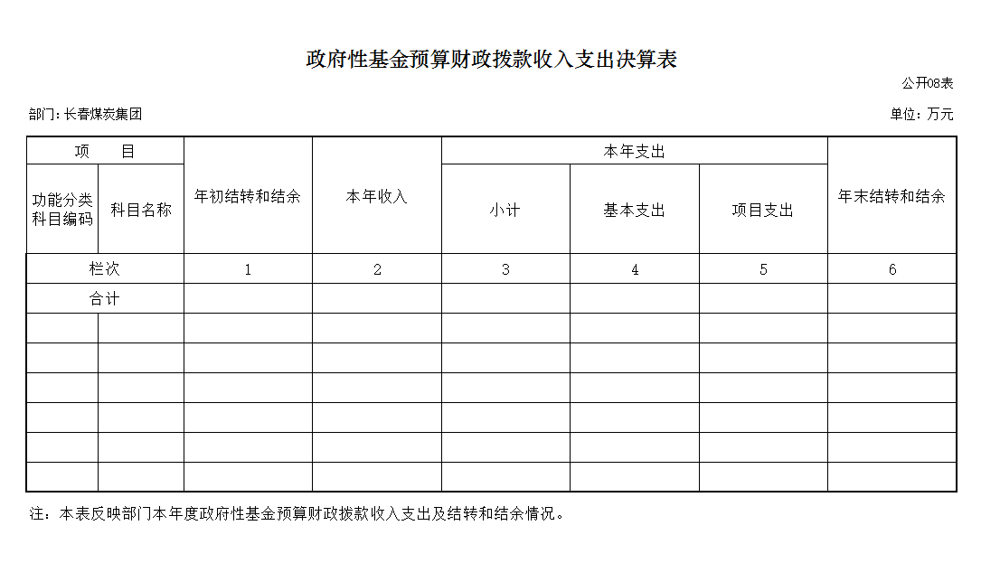 政府性基金预算财政拨款收入支出决算表
公开08表
部门：长春煤炭集团
单位：万元
项 目
年初结转和结余
本年收入
本年支出
年末结转和结余
功能分类
科目编码
科目名称
小计
基本支出
项目支出
栏次 1 2 3 4 5 6
合计
注：本表反映部门本年度政府性基金预算财政拨款收入支出及结转和结余情况。